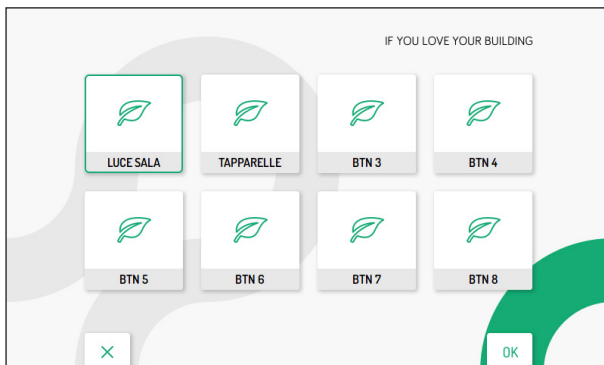 IF YOU LOVE YOUR BUILDING
LUCE SALA
TAPPARELLE
BTN 3
BTN 4
BTN 5
BTN 6
BTN 7
BTN 8
OK